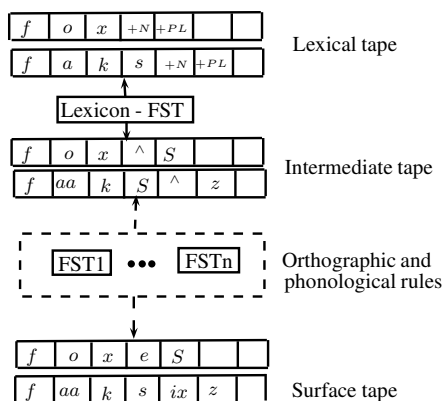 f o x +N +PL
Lexical tape
f a k s +N +PL
Lexicon - FST
f o x ^ S
Intermediate tape
f aa k S ^ z
FST1 ••• FSTn
Orthographic and
phonological rules
f o x e S
f aa k s ix z
Surface tape